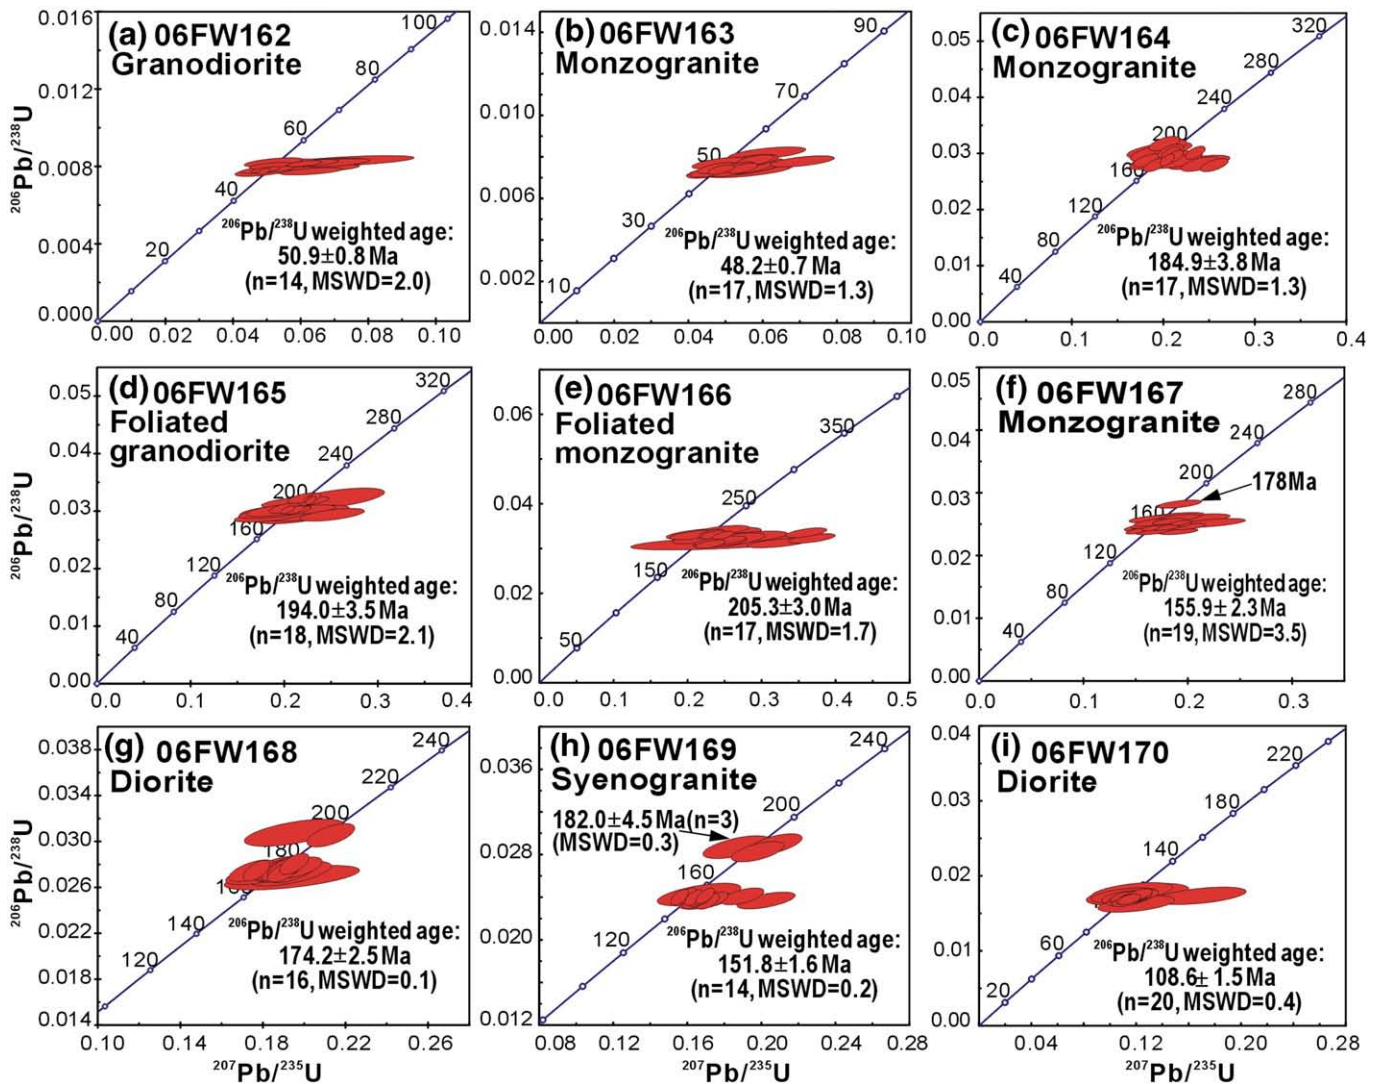 (a) 06FW162
Granodiorite
0.016
0.012
0.008
0.004
0.000
100
80
60
40
20
²⁰⁶Pb/²³⁸U
²⁰⁶Pb/²³⁸U weighted age:
50.9±0.8 Ma
(n=14, MSWD=2.0)
0.00 0.02 0.04 0.06 0.08 0.10
(b) 06FW163
Monzogranite
0.014
0.010
0.006
0.002
90
70
50
30
10
²⁰⁶Pb/²³⁸U weighted age:
48.2±0.7 Ma
(n=17, MSWD=1.3)
0.00 0.02 0.04 0.06 0.08 0.10
(c) 06FW164
Monzogranite
0.05
0.04
0.03
0.02
0.01
0.00
320
280
240
200
160
120
80
40
²⁰⁶Pb/²³⁸U weighted age:
184.9±3.8 Ma
(n=17, MSWD=1.3)
0.0 0.1 0.2 0.3 0.4
(d) 06FW165
Foliated
granodiorite
0.05
0.04
0.03
0.02
0.01
0.00
320
280
240
200
160
120
80
40
²⁰⁶Pb/²³⁸U
²⁰⁶Pb/²³⁸U weighted age:
194.0±3.5 Ma
(n=18, MSWD=2.1)
0.0 0.1 0.2 0.3 0.4
(e) 06FW166
Foliated
monzogranite
0.06
0.04
0.02
0.00
350
250
150
50
²⁰⁶Pb/²³⁸U weighted age:
205.3±3.0 Ma
(n=17, MSWD=1.7)
0.0 0.1 0.2 0.3 0.4 0.5
(f) 06FW167
Monzogranite
0.05
0.04
0.03
0.02
0.01
0.00
280
240
200
178Ma
160
120
80
40
²⁰⁶Pb/²³⁸U weighted age:
155.9±2.3 Ma
(n=19, MSWD=3.5)
0.0 0.1 0.2 0.3
(g) 06FW168
Diorite
0.038
0.034
0.030
0.026
0.022
0.018
0.014
240
220
200
180
140
120
²⁰⁶Pb/²³⁸U
²⁰⁶Pb/²³⁸U weighted age:
174.2±2.5 Ma
(n=16, MSWD=0.1)
0.10 0.14 0.18 0.22 0.26
²⁰⁷Pb/²³⁵U
(h) 06FW169
Syenogranite
0.036
0.028
0.020
0.012
240
200
182.0±4.5 Ma(n=3)
(MSWD=0.3)
160
120
²⁰⁶Pb/²³⁸U weighted age:
151.8±1.6 Ma
(n=14, MSWD=0.2)
0.08 0.12 0.16 0.20 0.24 0.28
²⁰⁷Pb/²³⁵U
(i) 06FW170
Diorite
0.04
0.03
0.02
0.01
0.00
220
180
140
60
20
²⁰⁶Pb/²³⁸U weighted age:
108.6±1.5 Ma
(n=20, MSWD=0.4)
0.04 0.12 0.20 0.28
²⁰⁷Pb/²³⁵U